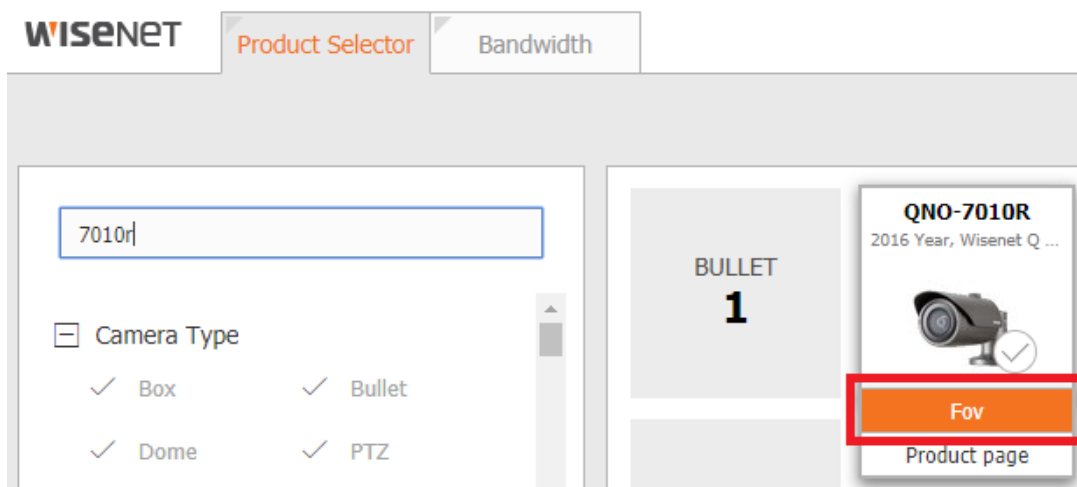 WISENET
Product Selector
Bandwidth
7010r
Camera Type
Box
Bullet
Dome
PTZ
BULLET
1
QNO-7010R
2016 Year, Wisenet Q ...
Fov
Product page